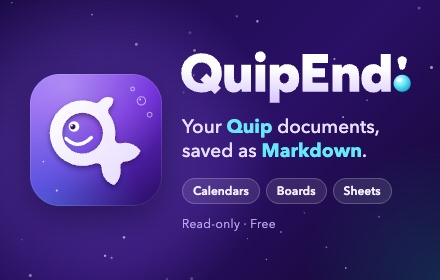 QuipEnd!
Your Quip documents,
saved as Markdown.
Calendars
Boards
Sheets
Read-only · Free